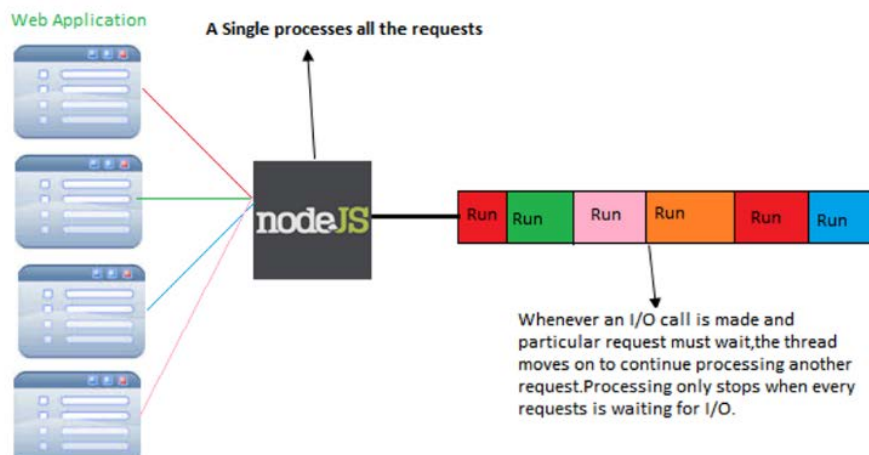 Web Application
A Single processes all the requests
nodeJS
Run Run Run Run Run Run
Whenever an I/O call is made and
particular request must wait,the thread
moves on to continue processing another
request.Processing only stops when every
requests is waiting for I/O.